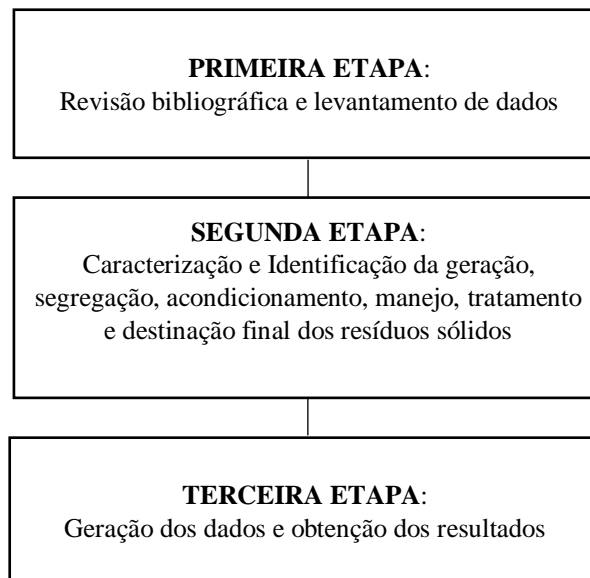 PRIMEIRA ETAPA:
Revisão bibliográfica e levantamento de dados
SEGUNDA ETAPA:
Caracterização e Identificação da geração,
segregação, acondicionamento, manejo, tratamento
e destinação final dos resíduos sólidos
TERCEIRA ETAPA:
Geração dos dados e obtenção dos resultados